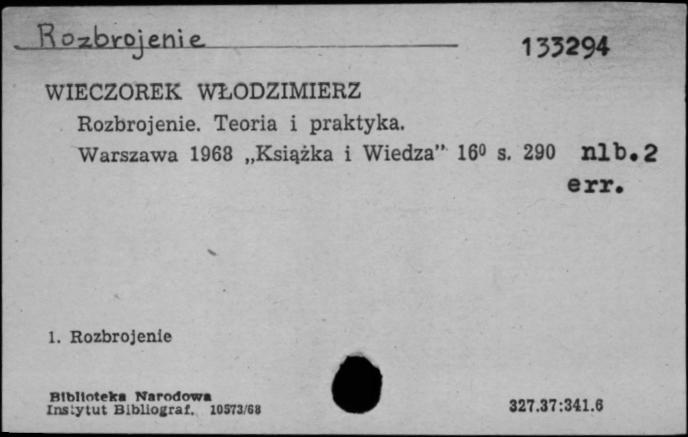 Rozbrojenie
133294
WIECZOREK WŁODZIMIERZ
Rozbrojenie. Teoria i praktyka.
Warszawa 1968 „Książka i Wiedza” 16⁰ s. 290 nlb.2
err.
1. Rozbrojenie
Biblioteka Narodowa
Instytut Bibliograf. 10573/68
327.37:341.6